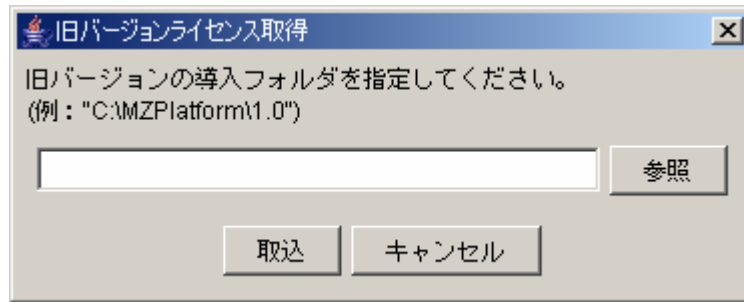 旧バージョンライセンス取得
旧バージョンの導入フォルダを指定してください。
(例："C:\MZPlatform\1.0")
参照
取込 キャンセル